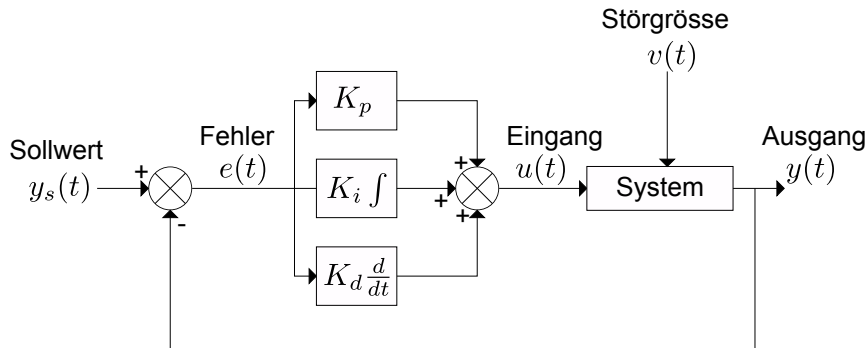 Störgrösse
v(t)
K_p
Sollwert
y_s(t)
+
-
Fehler
e(t)
K_i ∫
+
+
+
Eingang
u(t)
System
Ausgang
y(t)
K_d d/dt